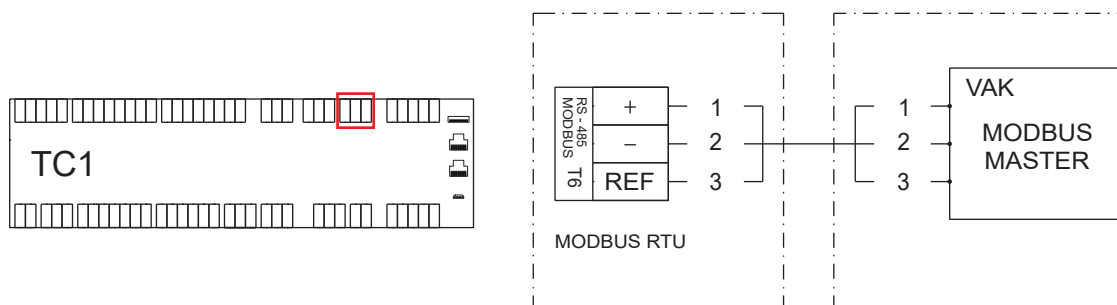 TC1
RS - 485
MODBUS
T6
+
–
REF
1
2
3
MODBUS RTU
1
2
3
VAK
MODBUS
MASTER